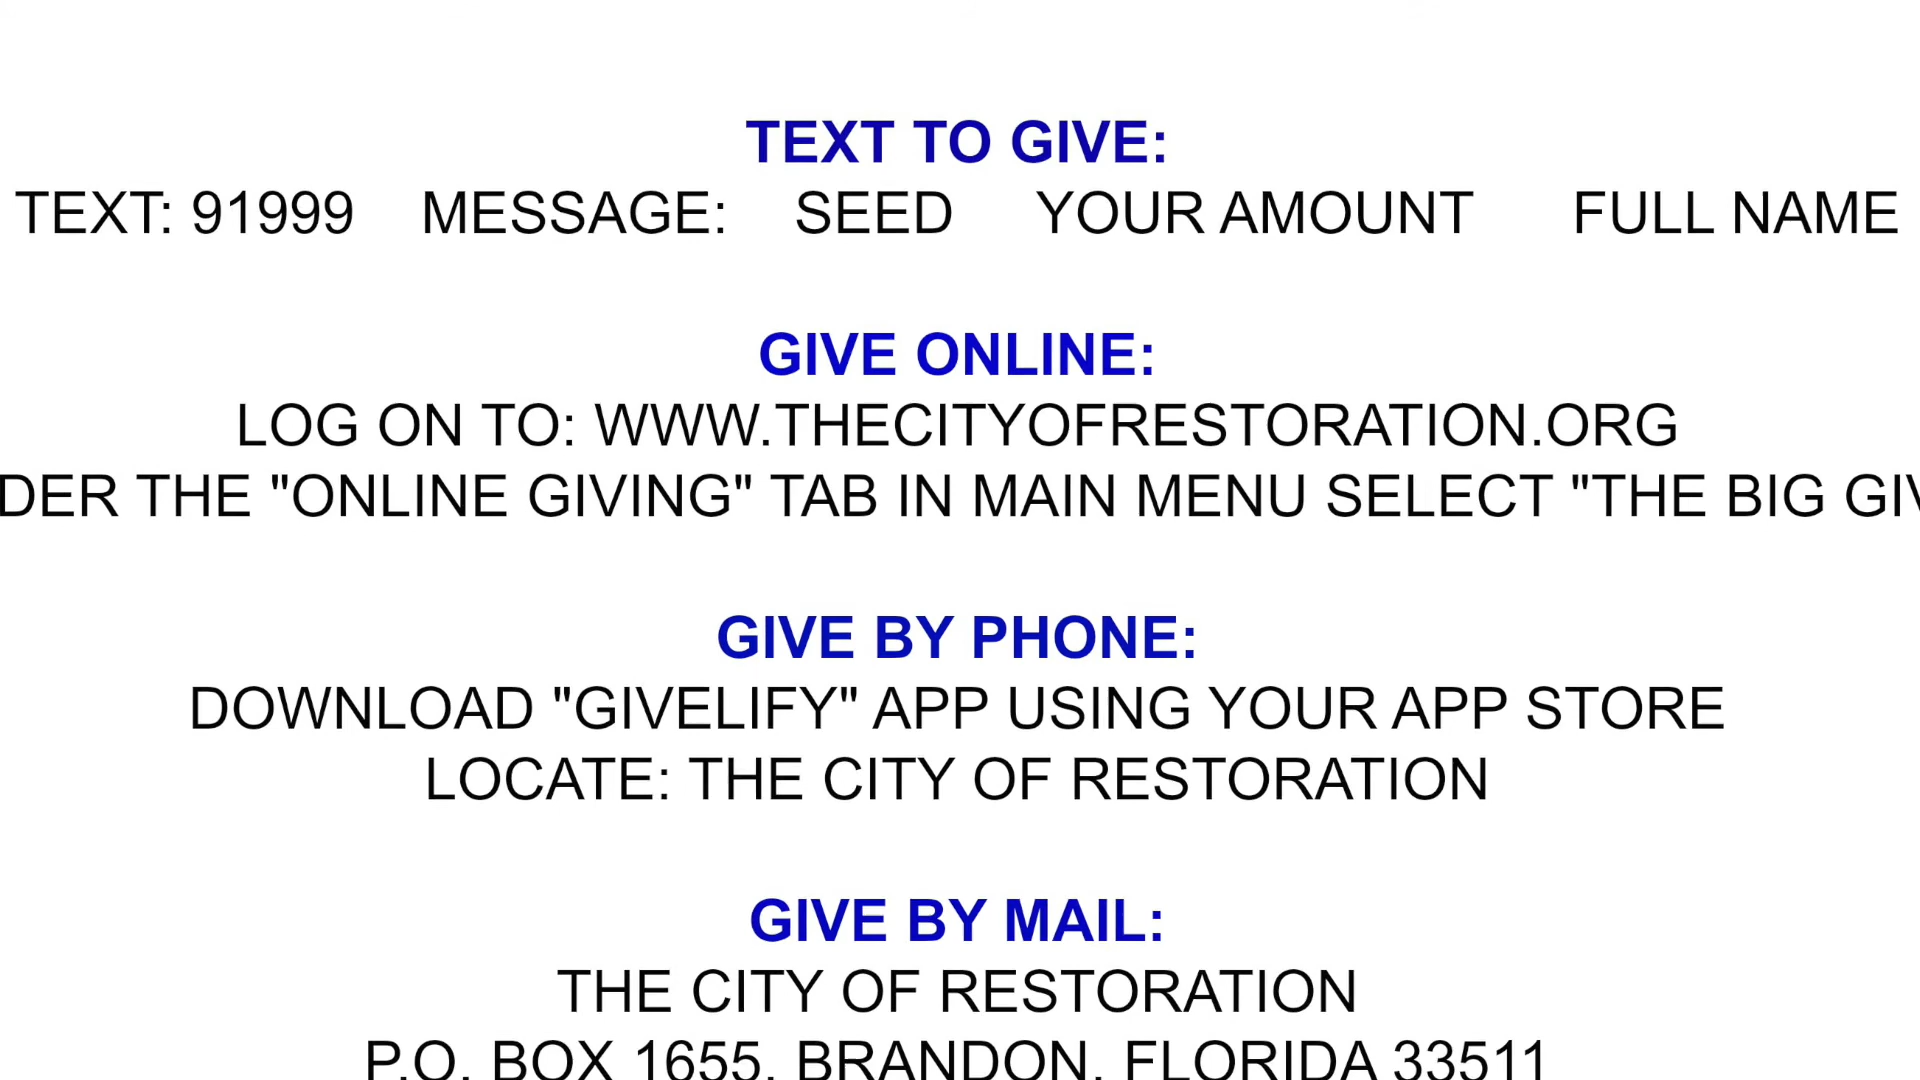 TEXT TO GIVE:
TEXT: 91999 MESSAGE: SEED YOUR AMOUNT FULL NAME
GIVE ONLINE:
LOG ON TO: WWW.THECITYOFRESTORATION.ORG
DER THE "ONLINE GIVING" TAB IN MAIN MENU SELECT "THE BIG GIV
GIVE BY PHONE:
DOWNLOAD "GIVELIFY" APP USING YOUR APP STORE
LOCATE: THE CITY OF RESTORATION
GIVE BY MAIL:
THE CITY OF RESTORATION
P.O. BOX 1655, BRANDON, FLORIDA 33511